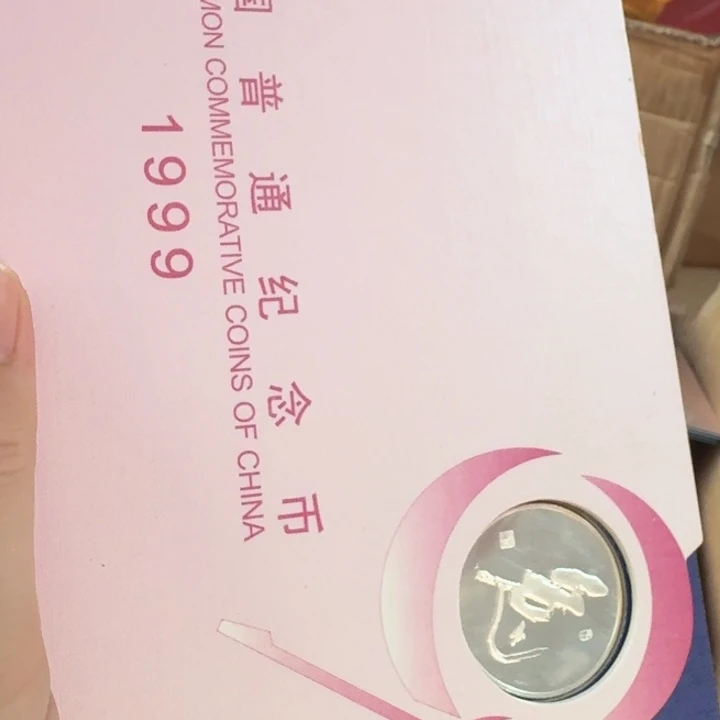 国普通纪念币
MON COMMEMORATIVE COINS OF CHINA
1999